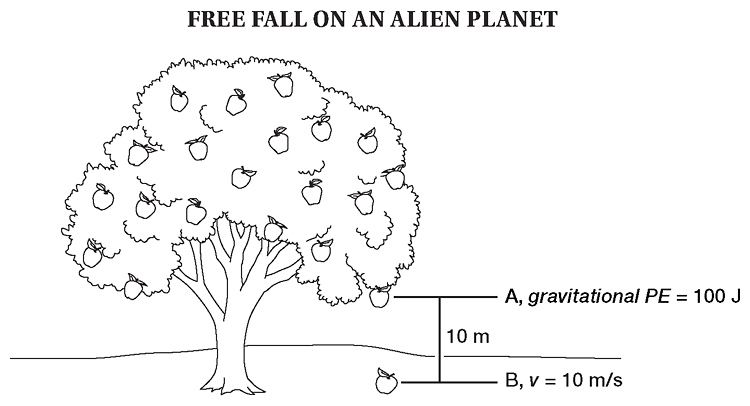 FREE FALL ON AN ALIEN PLANET
A, gravitational PE = 100 J
10 m
B, v = 10 m/s